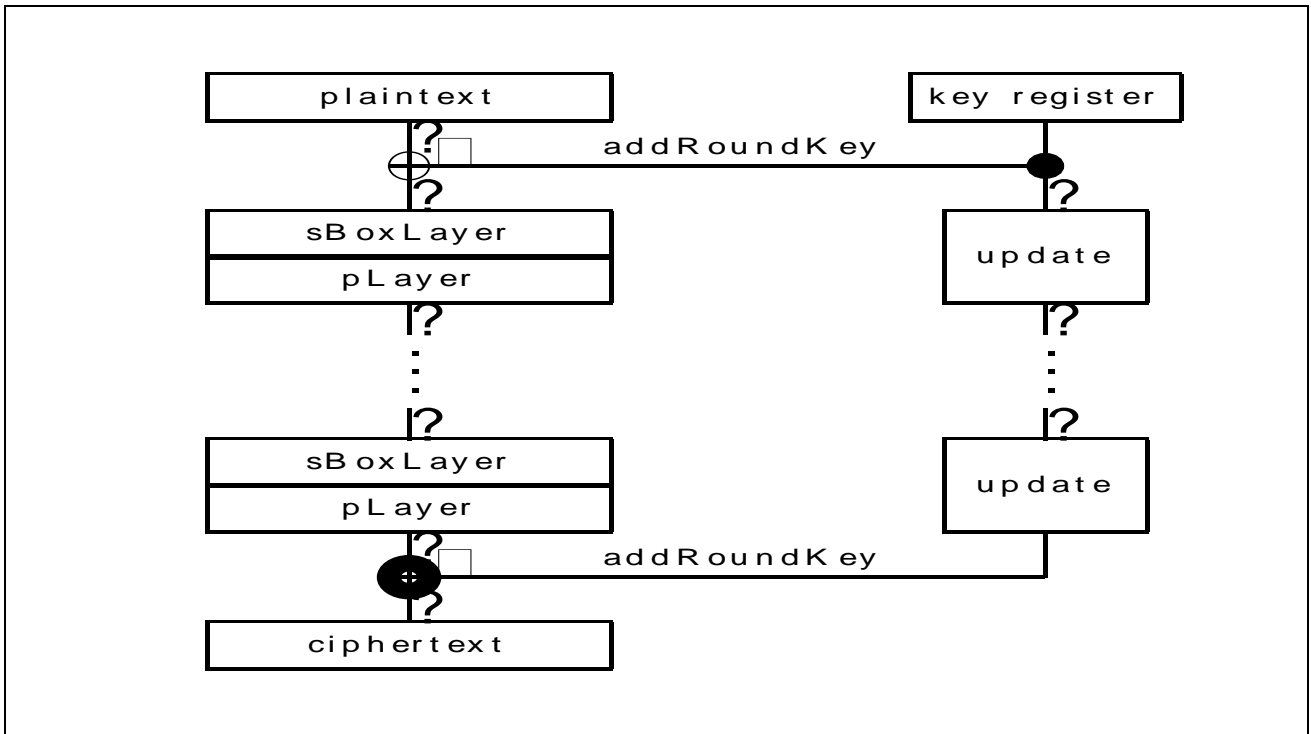 plaintext
key register
?
addRoundKey
?
?
sBoxLayer
pLayer
update
?
?
?
?
sBoxLayer
pLayer
update
?
addRoundKey
?
ciphertext